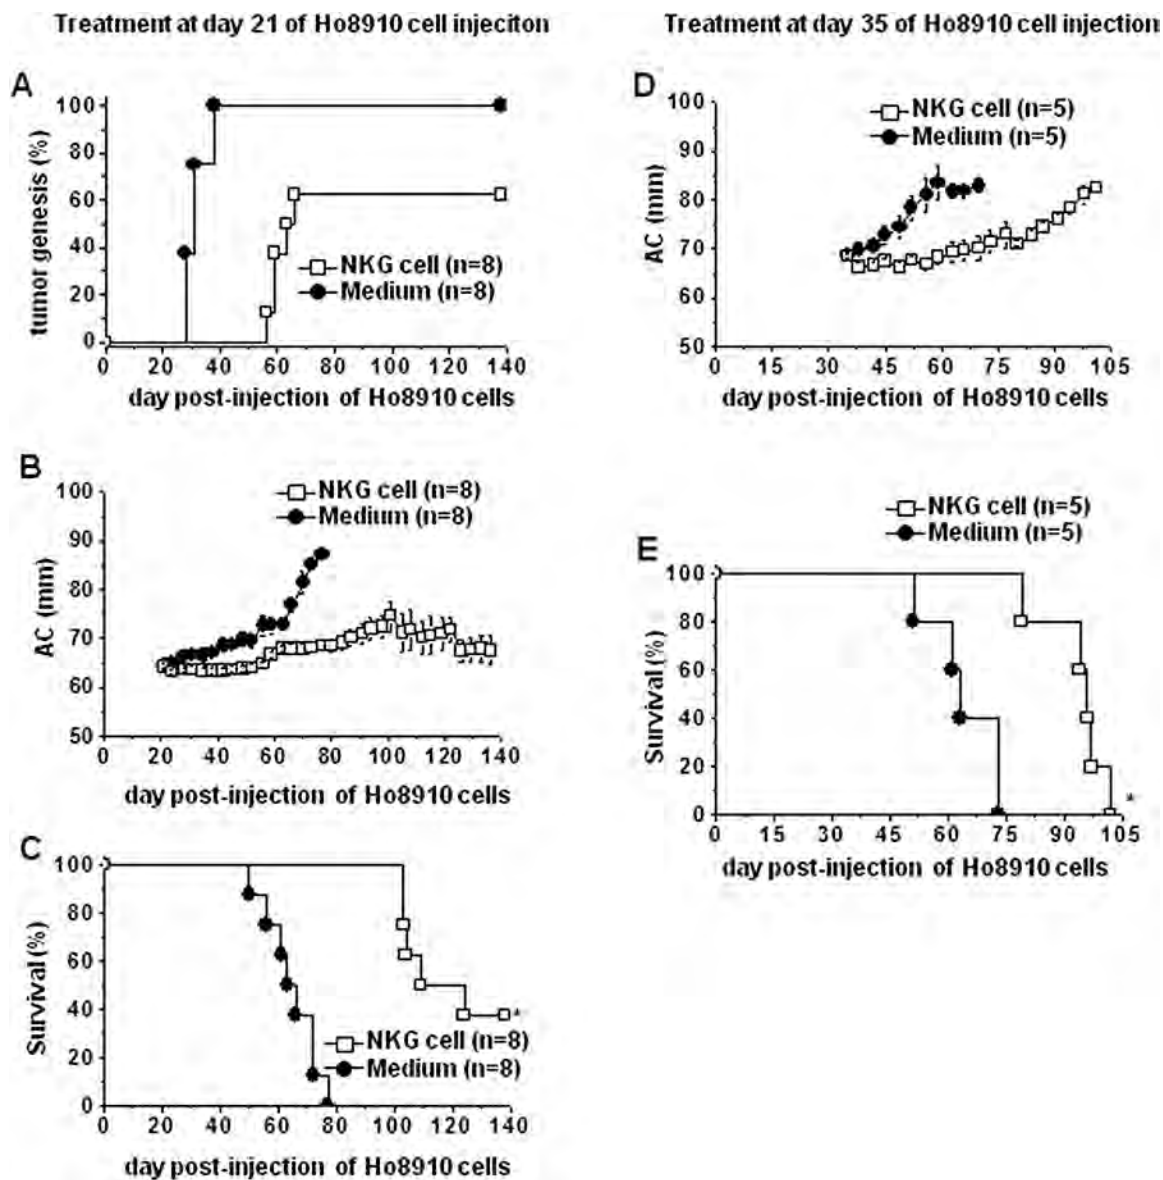 Treatment at day 21 of Ho8910 cell injeciton
Treatment at day 35 of Ho8910 cell injection
A
100
80
60
40
20
0
tumor genesis (%)
NKG cell (n=8)
Medium (n=8)
0 20 40 60 80 100 120 140
day post-injection of Ho8910 cells
B
100
90
80
70
60
50
AC (mm)
NKG cell (n=8)
Medium (n=8)
0 20 40 60 80 100 120 140
day post-injection of Ho8910 cells
C
100
80
60
40
20
0
Survival (%)
*
NKG cell (n=8)
Medium (n=8)
0 20 40 60 80 100 120 140
day post-injection of Ho8910 cells
D
100
90
80
70
60
50
AC (mm)
NKG cell (n=5)
Medium (n=5)
0 15 30 45 60 75 90 105
day post-injection of Ho8910 cells
E
NKG cell (n=5)
Medium (n=5)
100
80
60
40
20
0
Survival (%)
*
0 15 30 45 60 75 90 105
day post-injection of Ho8910 cells